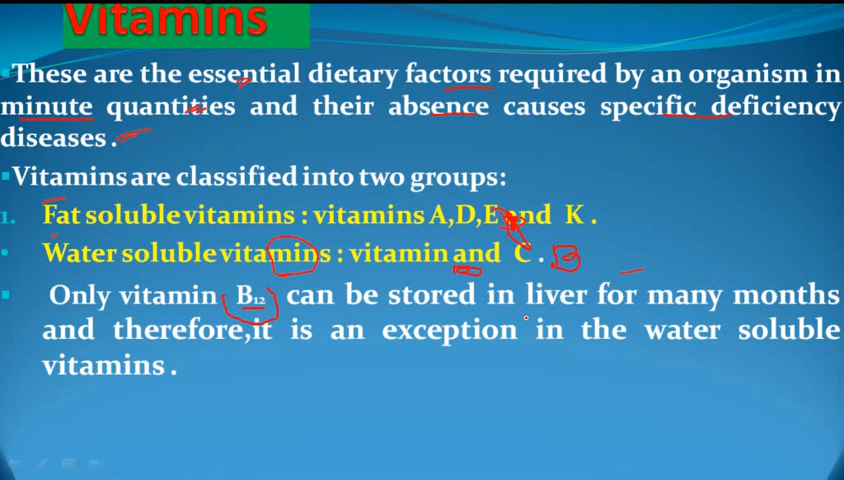 Vitamins
▪These are the essential dietary factors required by an organism in
minute quantities and their absence causes specific deficiency
diseases .
▪Vitamins are classified into two groups:
1. Fat soluble vitamins : vitamins A,D,E and K .
• Water soluble vitamins : vitamin and C . B
▪ Only vitamin B₁₂ can be stored in liver for many months
and therefore,it is an exception in the water soluble
vitamins .